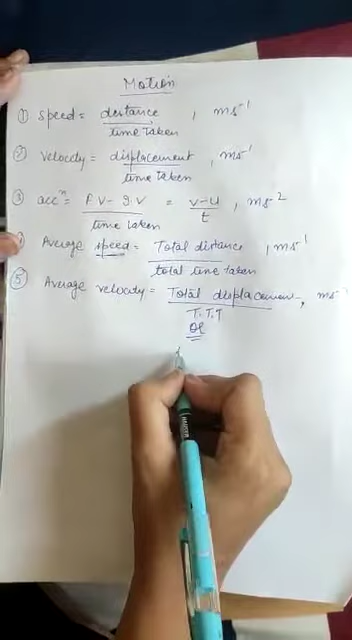 Motion
① speed = distance / time taken , ms⁻¹
② velocity = displacement / time taken , ms⁻¹
③ accⁿ = F.V - I.V / time taken = v-u / t , ms⁻²
Average speed = Total distance / total time taken , ms⁻¹
⑤ Average velocity = Total displacement / T.T.T , ms⁻¹
OR